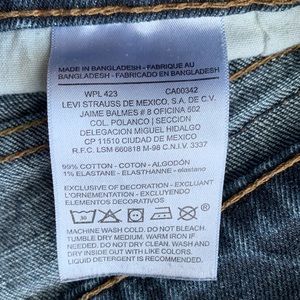 MADE IN BANGLADESH - FABRIQUE AU
BANGLADESH - FABRICADO EN BANGLADESH
WPL 423 CA00342
LEVI STRAUSS DE MEXICO, S.A. DE C.V.
JAIME BALMES # 8 OFICINA 502
COL. POLANCO | SECCION
DELEGACION MIGUEL HIDALGO
CP 11510 CIUDAD DE MEXICO
R.F.C. LSM 660818 M-98 C.N.I.V. 3337
99% COTTON - COTON - ALGODÓN
1% ELASTANE - ELASTHANNE - elastano
EXCLUSIVE OF DECORATION - EXCLUANT
L'ORNEMENTATION - EXCLUYENDO
ELEMENTOS DECORATIVOS
MACHINE WASH COLD. DO NOT BLEACH.
TUMBLE DRY MEDIUM. WARM IRON IF
NEEDED. DO NOT DRY CLEAN. WASH AND
DRY INSIDE OUT WITH LIKE COLORS.
LIQUID DETERGENT IS RECOMMENDED.